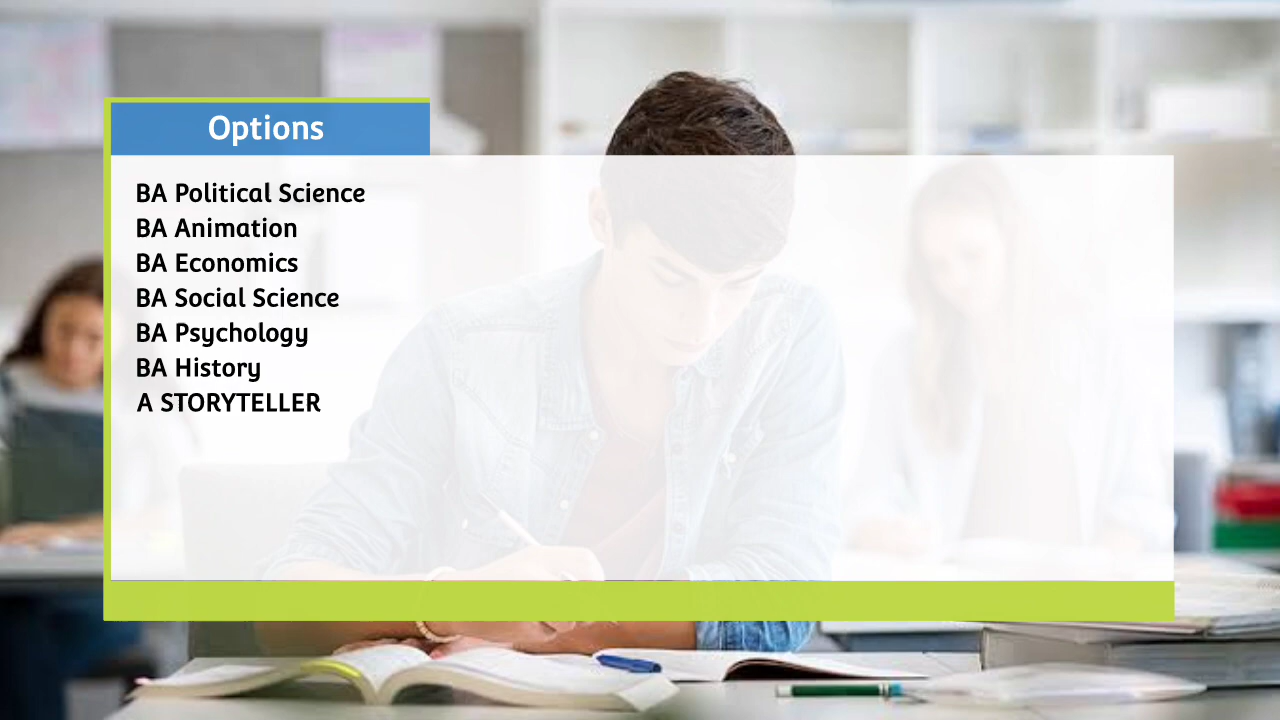 Options
BA Political Science
BA Animation
BA Economics
BA Social Science
BA Psychology
BA History
A STORYTELLER